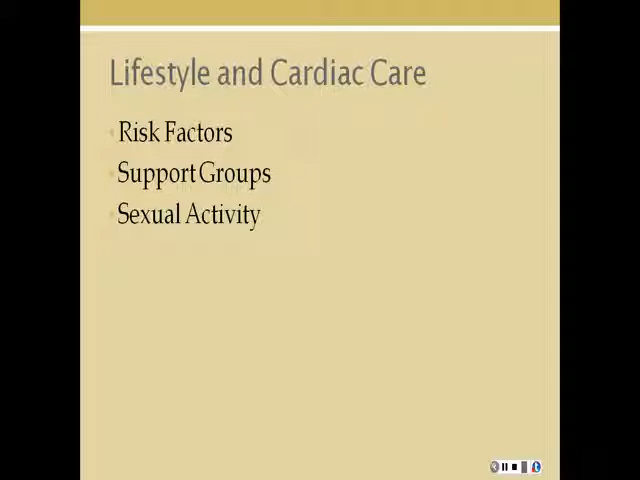 Lifestyle and Cardiac Care
Risk Factors
Support Groups
Sexual Activity